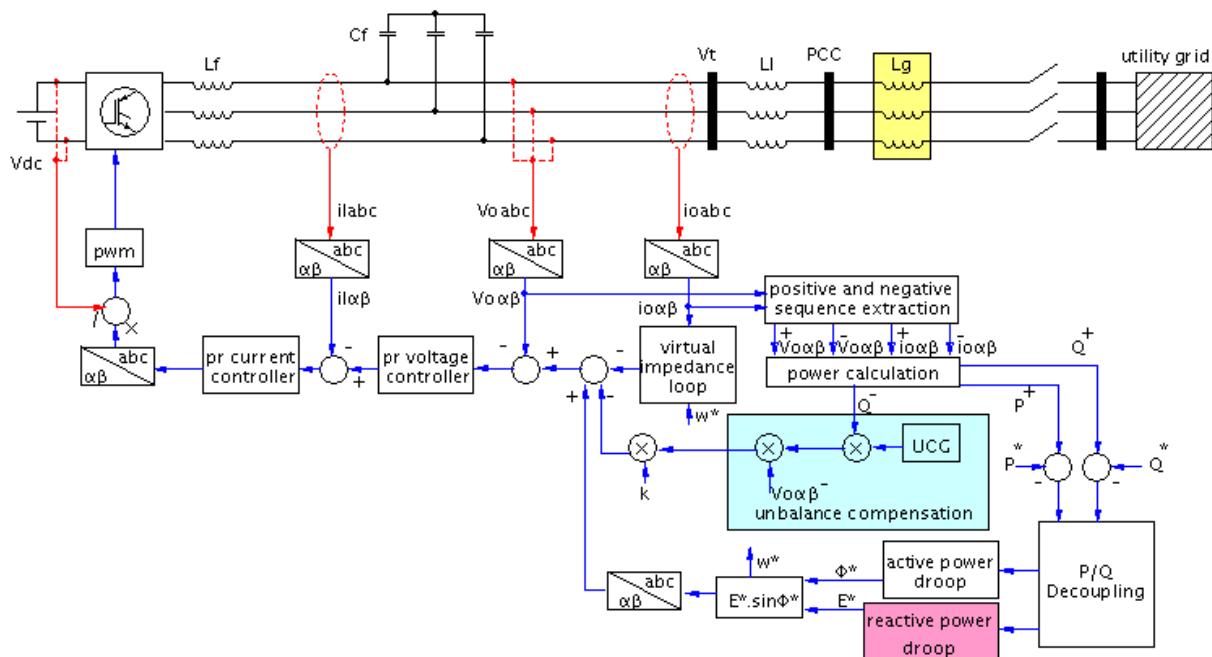 Cf
Lf
Vt
Ll
PCC
Lg
utility grid
Vdc
ilabc
Voabc
ioabc
pwm
abc
αβ
abc
αβ
abc
αβ
ilαβ
Voαβ
ioαβ
positive and negative
sequence extraction
+ - + -
Voαβ Voαβ ioαβ ioαβ
Q+
/
×
abc
αβ
pr current
controller
-
+
pr voltage
controller
-
+
-
+
-
virtual
impedance
loop
w*
power calculation
Q-
P+
UCG
×
×
×
k
Voαβ-
unbalance compensation
P*
-
-
Q*
P/Q
Decoupling
active power
droop
Φ*
w*
E*.sinΦ*
abc
αβ
E*
reactive power
droop